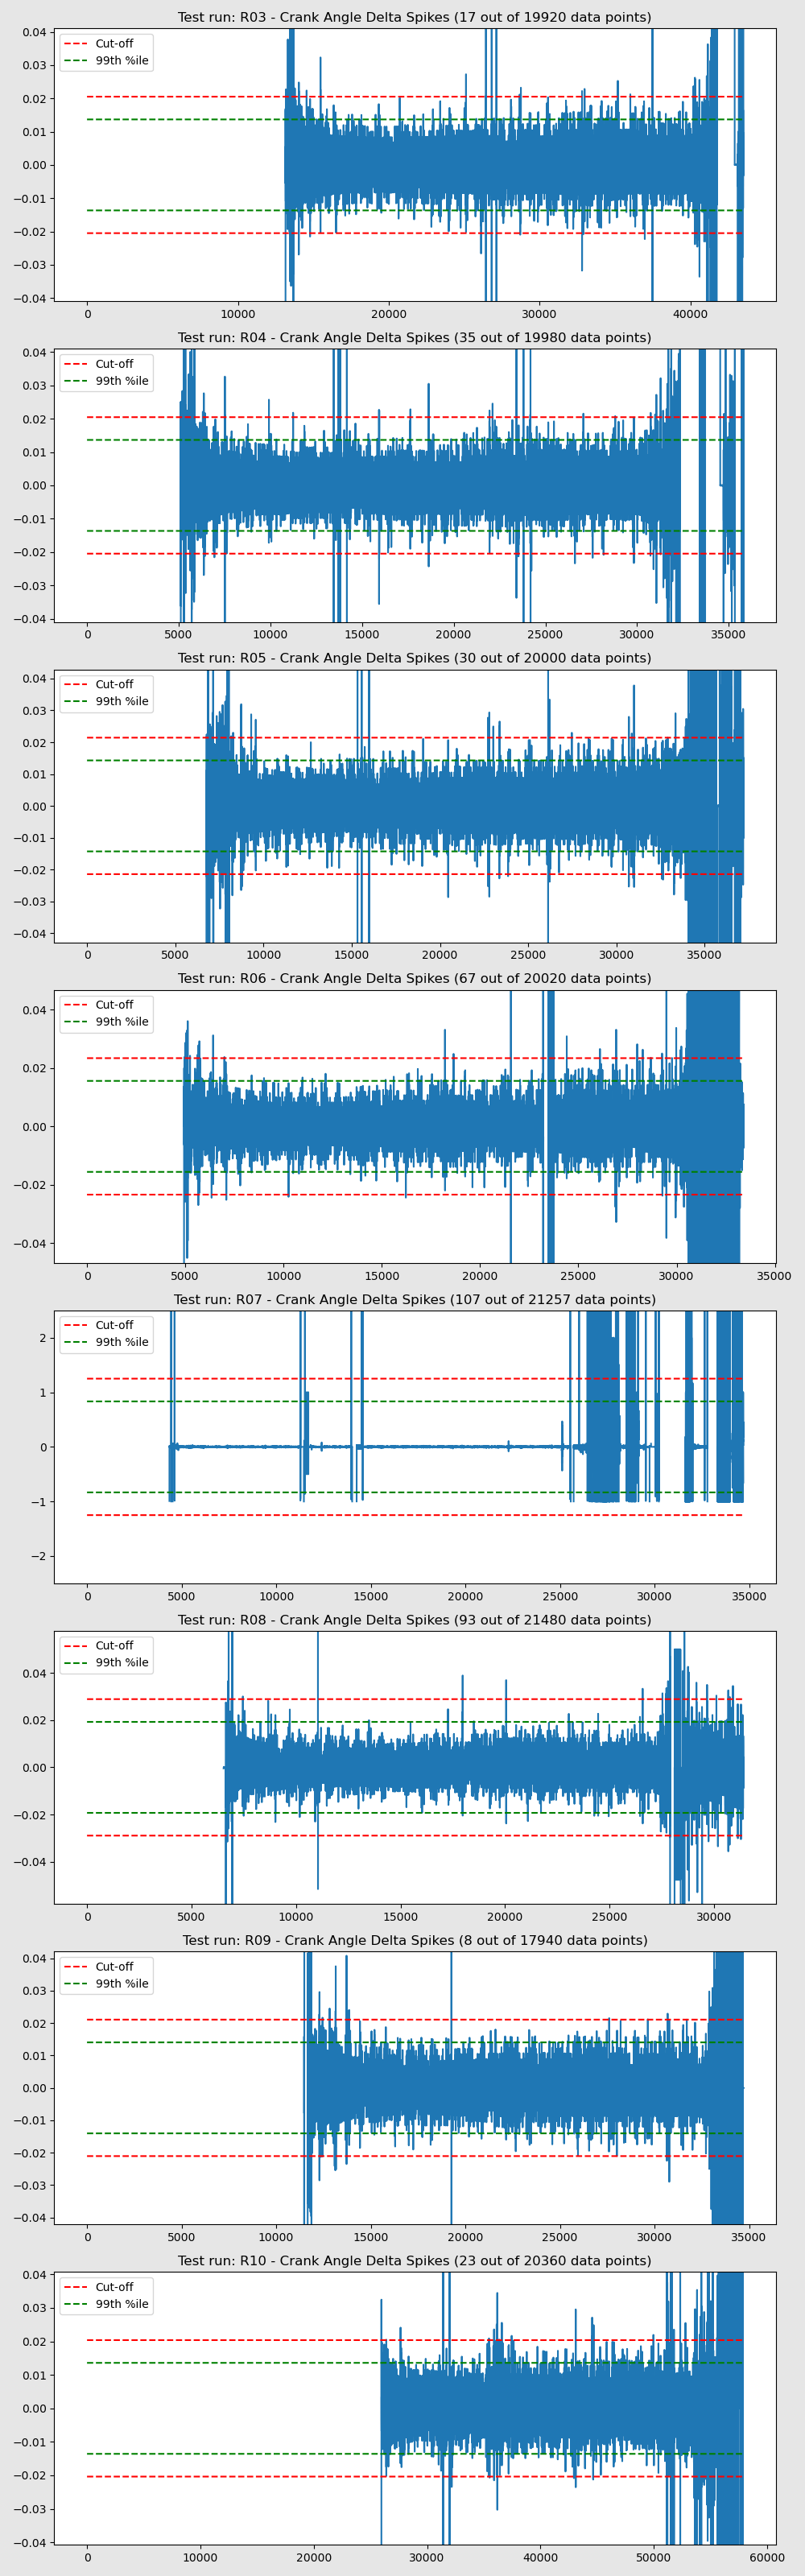 Test run: R03 - Crank Angle Delta Spikes (17 out of 19920 data points)
Cut-off
99th %ile
0.04
0.03
0.02
0.01
0.00
−0.01
−0.02
−0.03
−0.04
0 10000 20000 30000 40000
Test run: R04 - Crank Angle Delta Spikes (35 out of 19980 data points)
Cut-off
99th %ile
0.04
0.03
0.02
0.01
0.00
−0.01
−0.02
−0.03
−0.04
0 5000 10000 15000 20000 25000 30000 35000
Test run: R05 - Crank Angle Delta Spikes (30 out of 20000 data points)
Cut-off
99th %ile
0.04
0.03
0.02
0.01
0.00
−0.01
−0.02
−0.03
−0.04
0 5000 10000 15000 20000 25000 30000 35000
Test run: R06 - Crank Angle Delta Spikes (67 out of 20020 data points)
Cut-off
99th %ile
0.04
0.02
0.00
−0.02
−0.04
0 5000 10000 15000 20000 25000 30000 35000
Test run: R07 - Crank Angle Delta Spikes (107 out of 21257 data points)
Cut-off
99th %ile
2
1
0
−1
−2
0 5000 10000 15000 20000 25000 30000 35000
Test run: R08 - Crank Angle Delta Spikes (93 out of 21480 data points)
Cut-off
99th %ile
0.04
0.02
0.00
−0.02
−0.04
0 5000 10000 15000 20000 25000 30000
Test run: R09 - Crank Angle Delta Spikes (8 out of 17940 data points)
Cut-off
99th %ile
0.04
0.03
0.02
0.01
0.00
−0.01
−0.02
−0.03
−0.04
0 5000 10000 15000 20000 25000 30000 35000
Test run: R10 - Crank Angle Delta Spikes (23 out of 20360 data points)
Cut-off
99th %ile
0.04
0.03
0.02
0.01
0.00
−0.01
−0.02
−0.03
−0.04
0 10000 20000 30000 40000 50000 60000